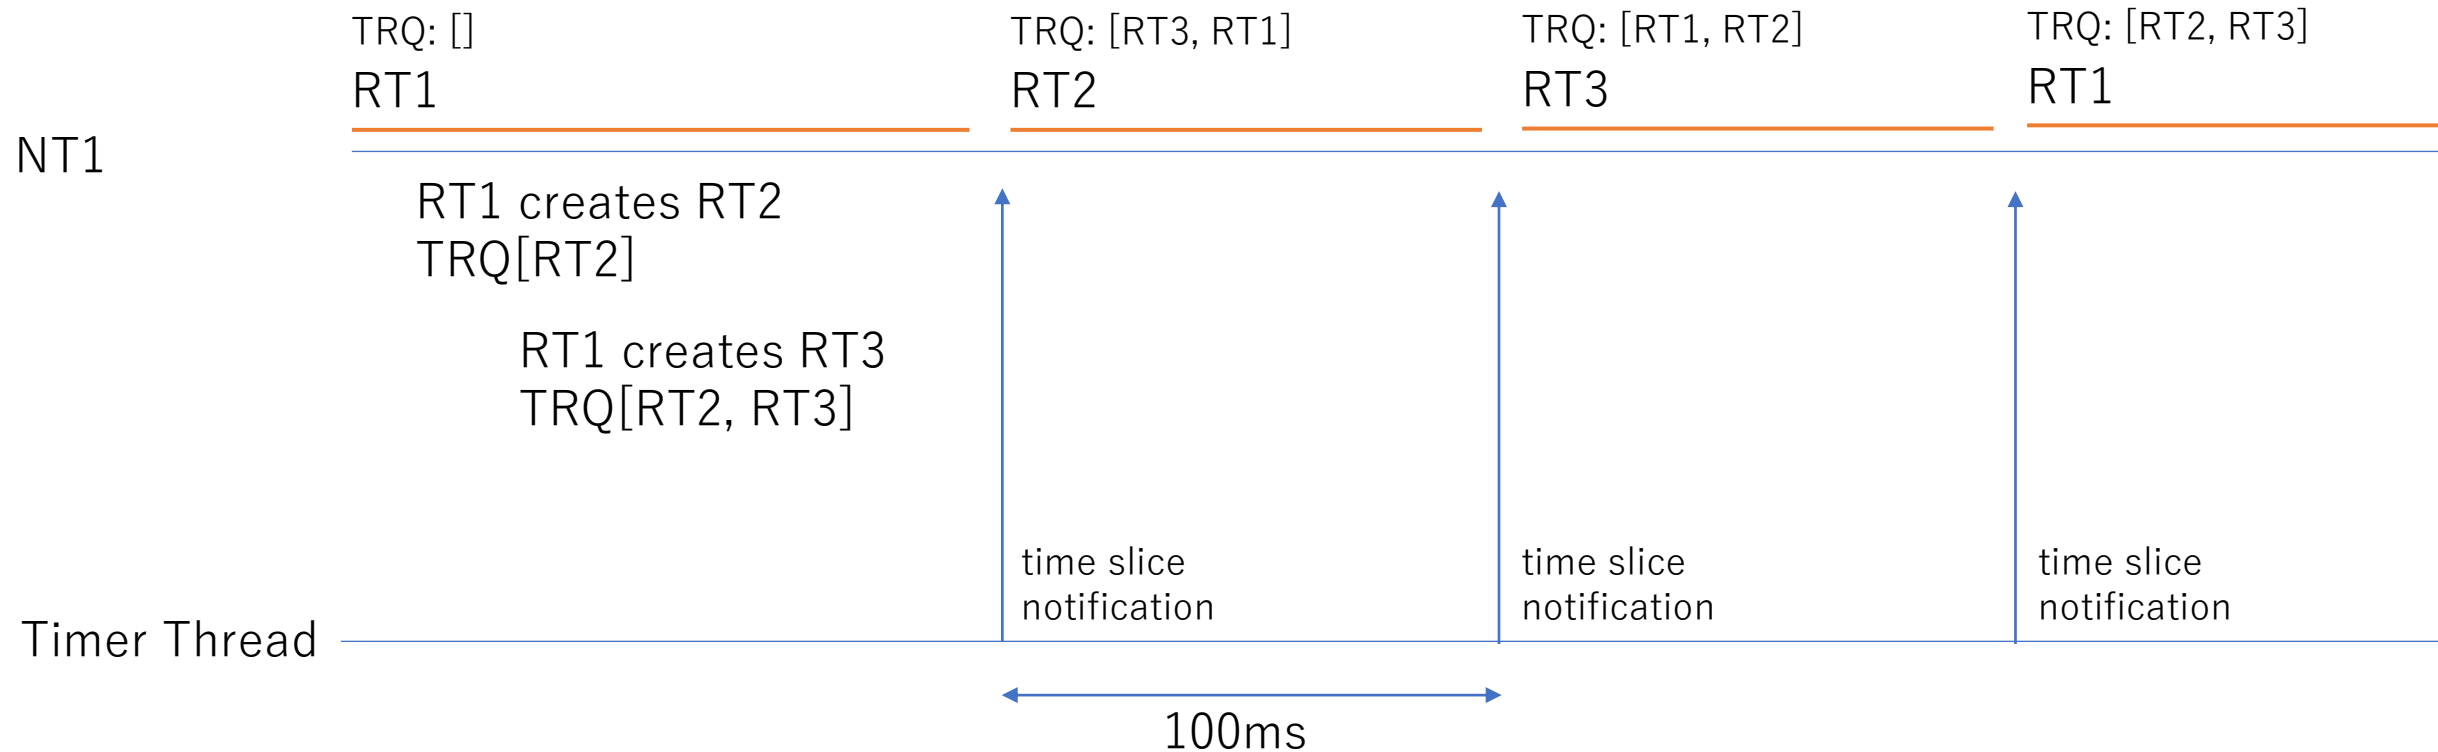 TRQ: []
RT1
TRQ: [RT3, RT1]
RT2
TRQ: [RT1, RT2]
RT3
TRQ: [RT2, RT3]
RT1
NT1
RT1 creates RT2
TRQ[RT2]
RT1 creates RT3
TRQ[RT2, RT3]
time slice
notification
time slice
notification
time slice
notification
Timer Thread
100ms